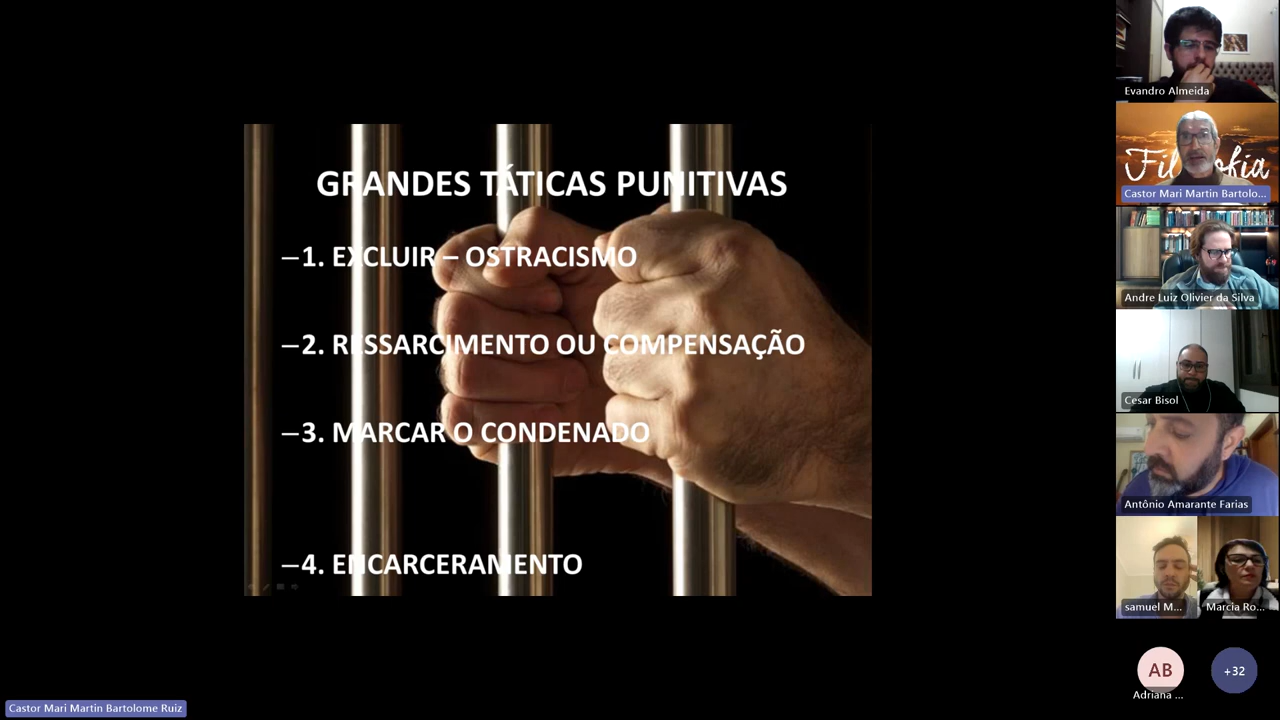 GRANDES TÁTICAS PUNITIVAS
–1. EXCLUIR – OSTRACISMO
–2. RESSARCIMENTO OU COMPENSAÇÃO
–3. MARCAR O CONDENADO
–4. ENCARCERAMENTO
Castor Mari Martin Bartolome Ruiz
Evandro Almeida
Filosofia
Castor Mari Martin Bartolo...
Andre Luiz Olivier da Silva
Cesar Bisol
Antônio Amarante Farias
samuel M...
Marcia Ro...
AB
Adriana ...
+32